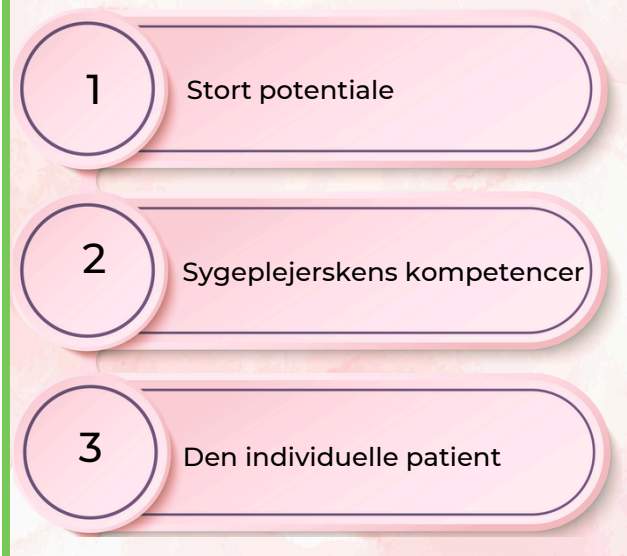 1
Stort potentiale
2
Sygeplejerskens kompetencer
3
Den individuelle patient